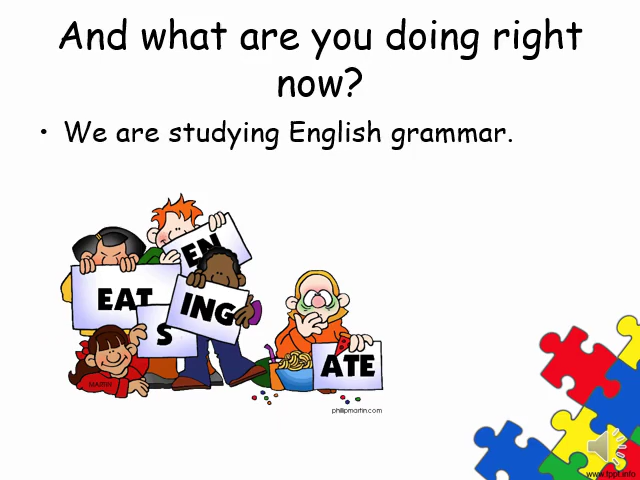 And what are you doing right
now?
• We are studying English grammar.
EN
EAT
ING
S
MARTIN
ATE
phillipmartin.com
www.tppt.info